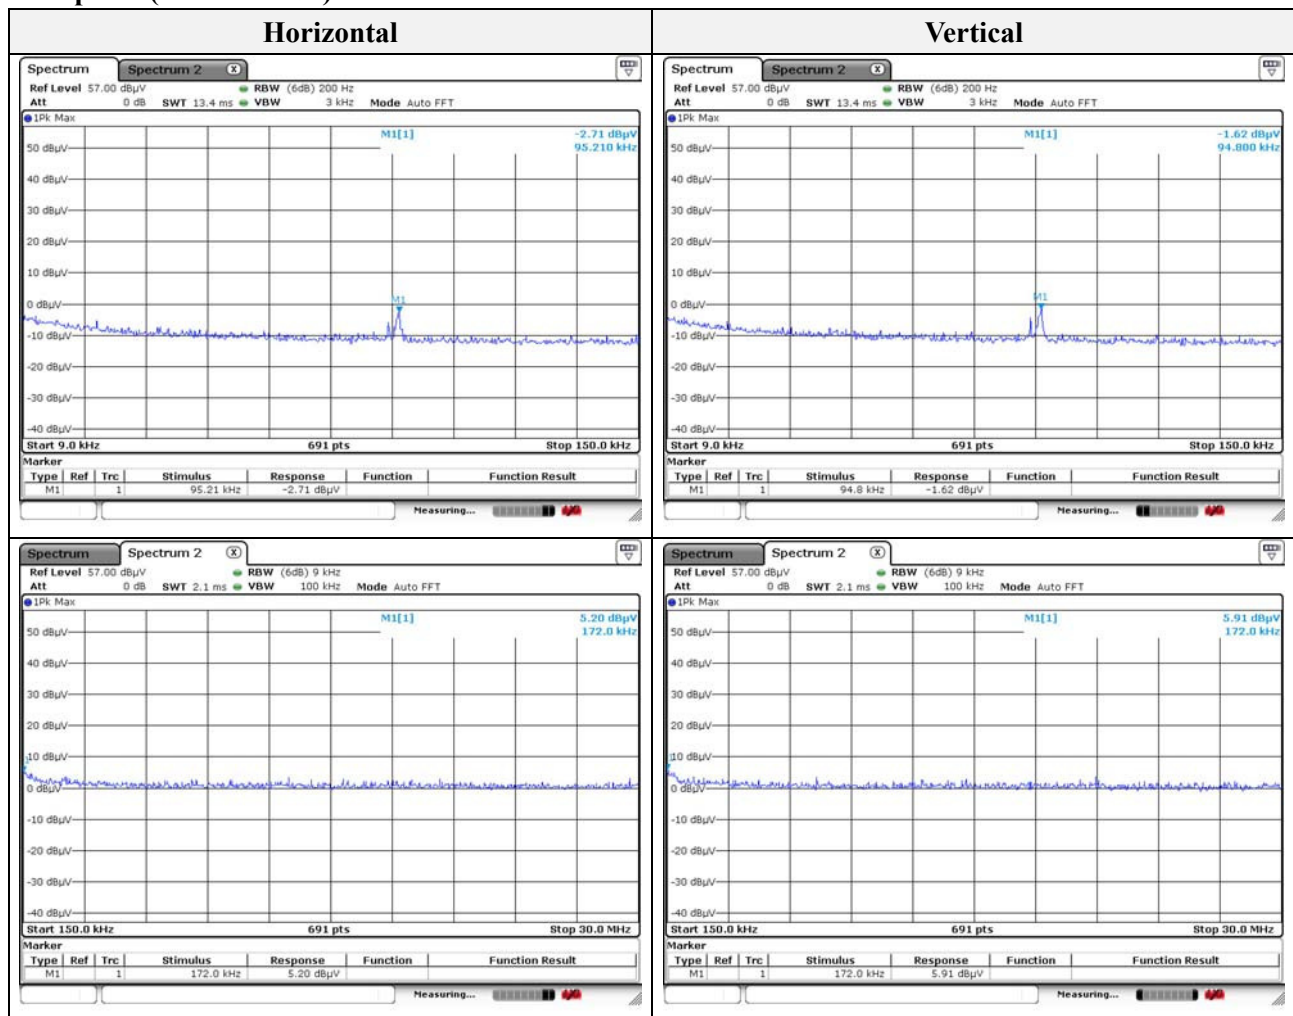 Horizontal
Vertical
Spectrum Spectrum 2 X
Ref Level 57.00 dBµV RBW (6dB) 200 Hz
Att 0 dB SWT 13.4 ms VBW 3 kHz Mode Auto FFT
1Pk Max
M1[1] -2.71 dBµV
95.210 kHz
50 dBµV
40 dBµV
30 dBµV
20 dBµV
10 dBµV
0 dBµV
M1
-10 dBµV
-20 dBµV
-30 dBµV
-40 dBµV
Start 9.0 kHz 691 pts Stop 150.0 kHz
Marker
Type Ref Trc Stimulus Response Function Function Result
M1 1 95.21 kHz -2.71 dBµV
Measuring...
Spectrum Spectrum 2 X
Ref Level 57.00 dBµV RBW (6dB) 200 Hz
Att 0 dB SWT 13.4 ms VBW 3 kHz Mode Auto FFT
1Pk Max
M1[1] -1.62 dBµV
94.800 kHz
50 dBµV
40 dBµV
30 dBµV
20 dBµV
10 dBµV
0 dBµV
M1
-10 dBµV
-20 dBµV
-30 dBµV
-40 dBµV
Start 9.0 kHz 691 pts Stop 150.0 kHz
Marker
Type Ref Trc Stimulus Response Function Function Result
M1 1 94.8 kHz -1.62 dBµV
Measuring...
Spectrum Spectrum 2 X
Ref Level 57.00 dBµV RBW (6dB) 9 kHz
Att 0 dB SWT 2.1 ms VBW 100 kHz Mode Auto FFT
1Pk Max
M1[1] 5.20 dBµV
172.0 kHz
50 dBµV
40 dBµV
30 dBµV
20 dBµV
10 dBµV
0 dBµV
-10 dBµV
-20 dBµV
-30 dBµV
-40 dBµV
Start 150.0 kHz 691 pts Stop 30.0 MHz
Marker
Type Ref Trc Stimulus Response Function Function Result
M1 1 172.0 kHz 5.20 dBµV
Measuring...
Spectrum Spectrum 2 X
Ref Level 57.00 dBµV RBW (6dB) 9 kHz
Att 0 dB SWT 2.1 ms VBW 100 kHz Mode Auto FFT
1Pk Max
M1[1] 5.91 dBµV
172.0 kHz
50 dBµV
40 dBµV
30 dBµV
20 dBµV
10 dBµV
0 dBµV
-10 dBµV
-20 dBµV
-30 dBµV
-40 dBµV
Start 150.0 kHz 691 pts Stop 30.0 MHz
Marker
Type Ref Trc Stimulus Response Function Function Result
M1 1 172.0 kHz 5.91 dBµV
Measuring...